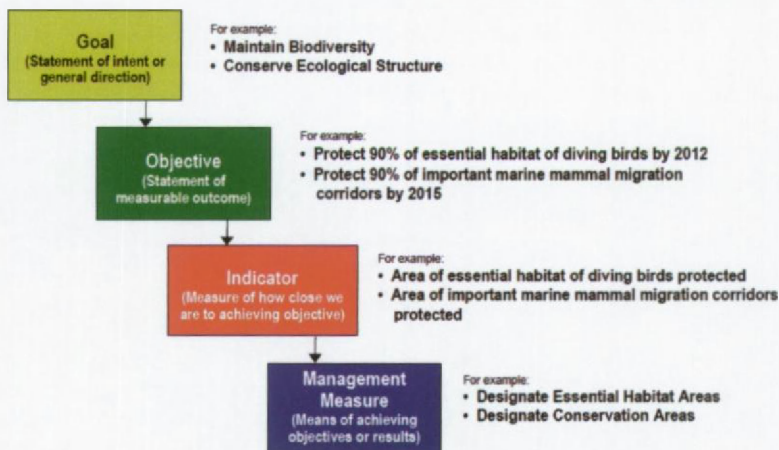 Goal
(Statement of intent or
general direction)
For example:
• Maintain Biodiversity
• Conserve Ecological Structure
Objective
(Statement of
measurable outcome)
For example:
• Protect 90% of essential habitat of diving birds by 2012
• Protect 90% of important marine mammal migration
corridors by 2015
Indicator
(Measure of how close we
are to achieving objective)
For example:
• Area of essential habitat of diving birds protected
• Area of important marine mammal migration corridors
protected
Management
Measure
(Means of achieving
objectives or results)
For example:
• Designate Essential Habitat Areas
• Designate Conservation Areas